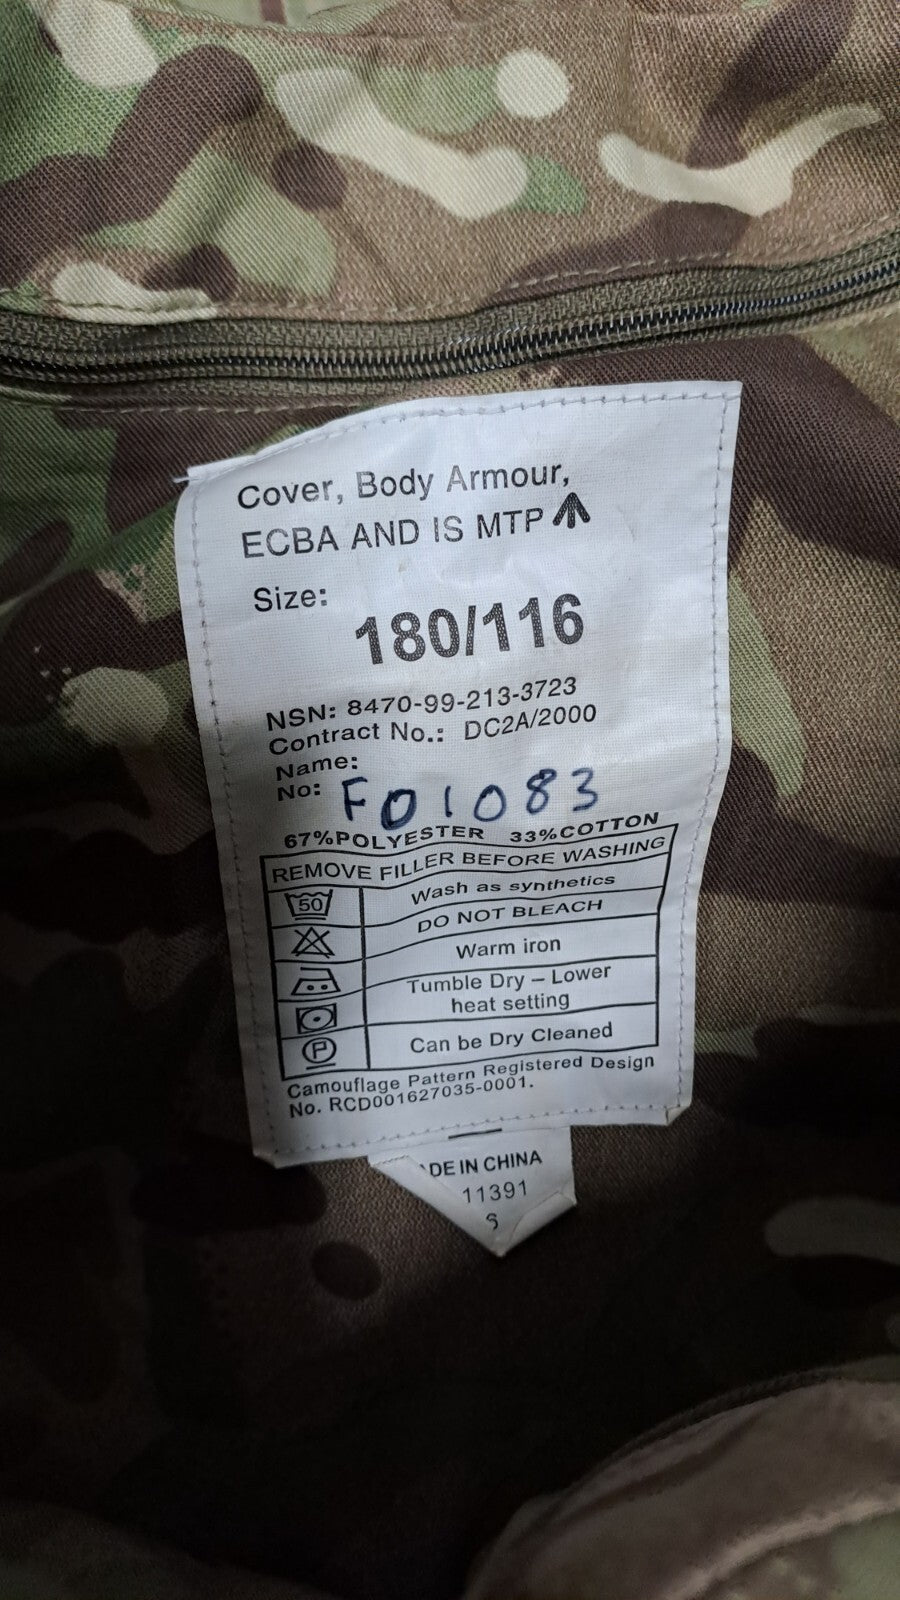 Cover, Body Armour,
ECBA AND IS MTP
Size:
180/116
NSN: 8470-99-213-3723
Contract No.: DC2A/2000
Name:
No: F01083
67%POLYESTER 33%COTTON
REMOVE FILLER BEFORE WASHING
50 Wash as synthetics
DO NOT BLEACH
Warm iron
Tumble Dry – Lower
heat setting
P Can be Dry Cleaned
Camouflage Pattern Registered Design
No. RCD001627035-0001.
ADE IN CHINA
11391
S